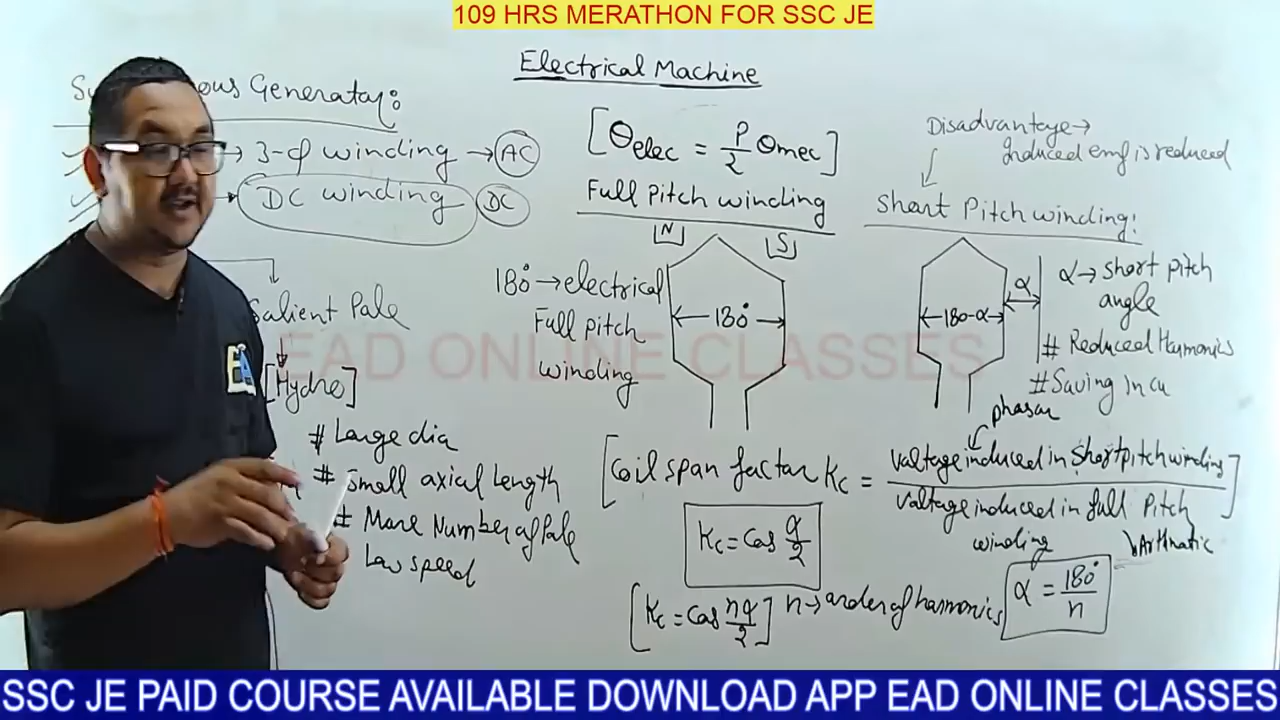 109 HRS MERATHON FOR SSC JE
Electrical Machine
ous Generator:
→ 3-φ winding → AC
DC winding DC
Salient Pole
[Hydro]
# Large dia
# Small axial Length
# More Number of Pole
Low speed
[θelec = P/2 θmec]
Full Pitch winding
N S
180° → electrical
Full pitch
winding
180°
Disadvantage →
Induced emf is reduced
Short Pitch winding:
α
180-α
α → short pitch
angle
# Reduced Harmonics
# Saving In cu
phasor
[coil span factor Kc = voltage induced in Short pitch winding / voltage induced in full Pitch winding]
Arthmatic
Kc = Cos α/2
[Kc = Cos nα/2] n → order of harmonics
α = 180°/n
EAD ONLINE CLASSES
SSC JE PAID COURSE AVAILABLE DOWNLOAD APP EAD ONLINE CLASSES